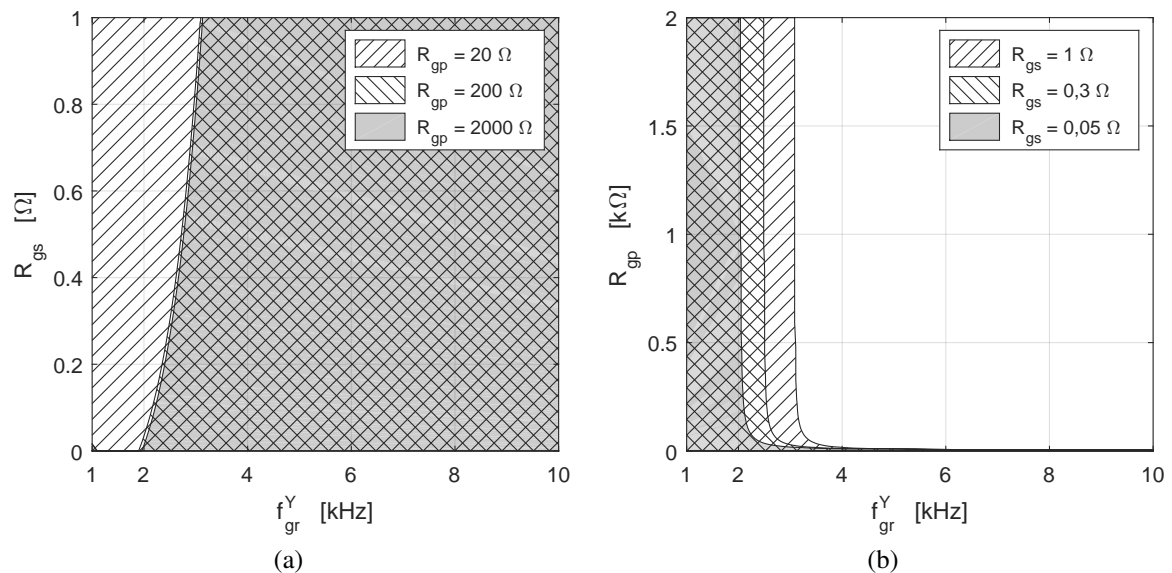 R_gp = 20 Ω
R_gp = 200 Ω
R_gp = 2000 Ω
1
0.8
0.6
0.4
0.2
0
R_gs [Ω]
1 2 4 6 8 10
f_gr^Y [kHz]
(a)
R_gs = 1 Ω
R_gs = 0,3 Ω
R_gs = 0,05 Ω
2
1.5
1
0.5
0
R_gp [kΩ]
1 2 4 6 8 10
f_gr^Y [kHz]
(b)